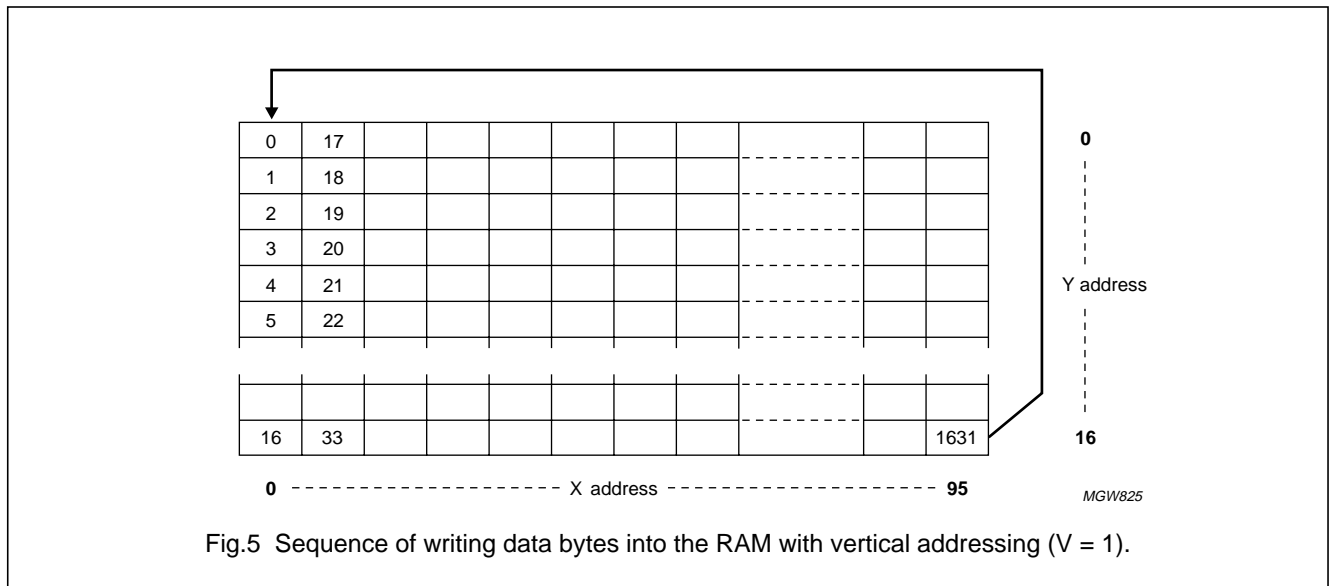 0 17 0
1 18
2 19
3 20
4 21 Y address
5 22
16 33 1631 16
0 X address 95
MGW825
Fig.5 Sequence of writing data bytes into the RAM with vertical addressing (V = 1).